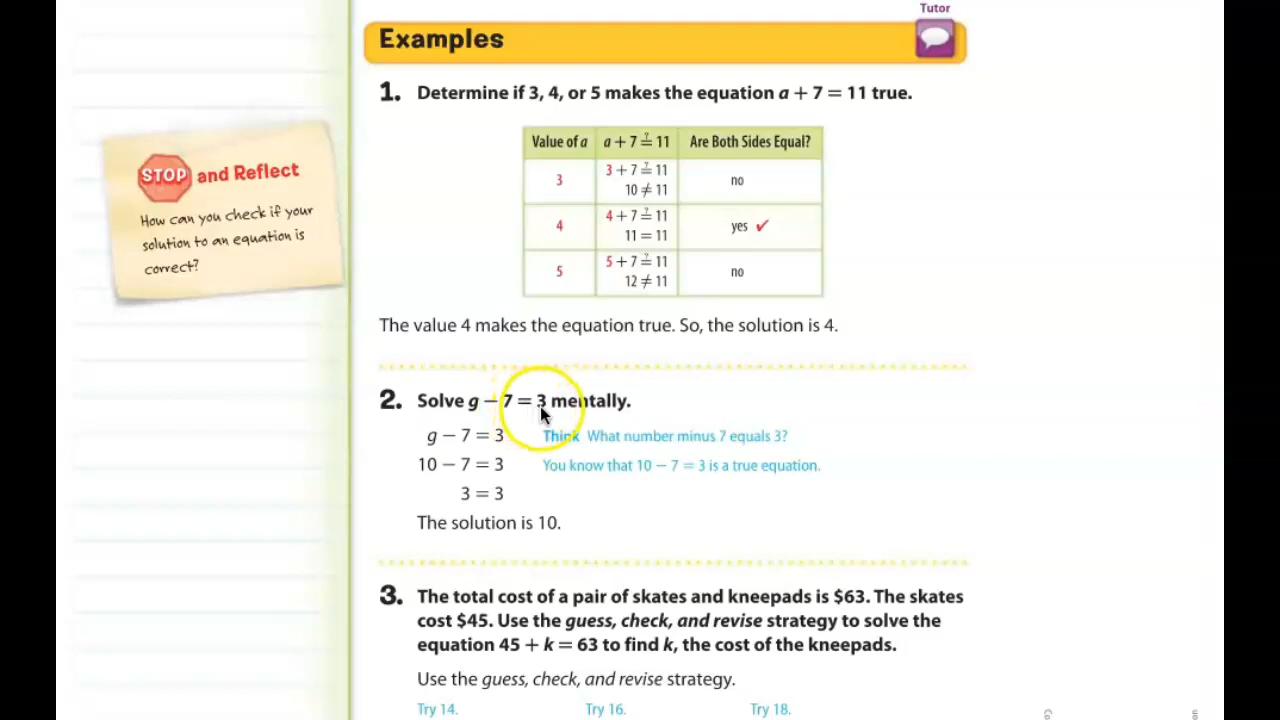 Tutor
Examples
1. Determine if 3, 4, or 5 makes the equation a + 7 = 11 true.
Value of a  a + 7 ≟ 11  Are Both Sides Equal?
3  3 + 7 ≟ 11  no
10 ≠ 11
4  4 + 7 ≟ 11  yes ✓
11 = 11
5  5 + 7 ≟ 11  no
12 ≠ 11
The value 4 makes the equation true. So, the solution is 4.
STOP and Reflect
How can you check if your
solution to an equation is
correct?
2. Solve g − 7 = 3 mentally.
g − 7 = 3  Think What number minus 7 equals 3?
10 − 7 = 3  You know that 10 − 7 = 3 is a true equation.
3 = 3
The solution is 10.
3. The total cost of a pair of skates and kneepads is $63. The skates
cost $45. Use the guess, check, and revise strategy to solve the
equation 45 + k = 63 to find k, the cost of the kneepads.
Use the guess, check, and revise strategy.
Try 14.  Try 16.  Try 18.